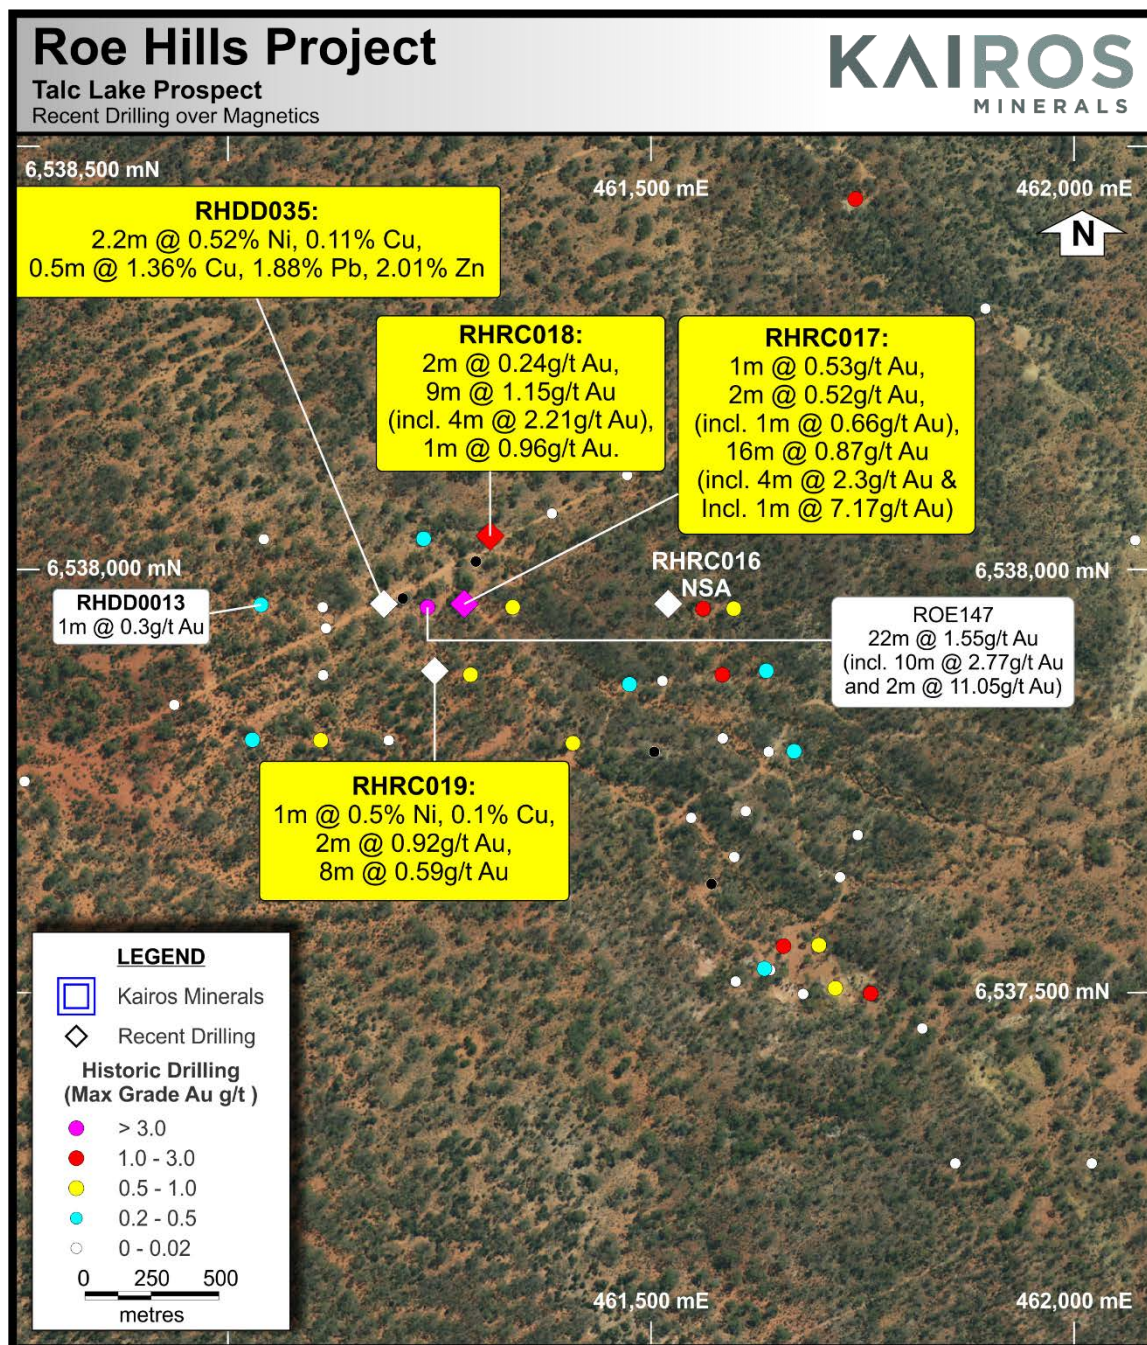 Roe Hills Project
Talc Lake Prospect
Recent Drilling over Magnetics
KAIROS
MINERALS
6,538,500 mN
461,500 mE
462,000 mE
N
RHDD035:
2.2m @ 0.52% Ni, 0.11% Cu,
0.5m @ 1.36% Cu, 1.88% Pb, 2.01% Zn
RHRC018:
2m @ 0.24g/t Au,
9m @ 1.15g/t Au
(incl. 4m @ 2.21g/t Au),
1m @ 0.96g/t Au.
RHRC017:
1m @ 0.53g/t Au,
2m @ 0.52g/t Au,
(incl. 1m @ 0.66g/t Au),
16m @ 0.87g/t Au
(incl. 4m @ 2.3g/t Au &
Incl. 1m @ 7.17g/t Au)
6,538,000 mN
RHRC016
NSA
6,538,000 mN
RHDD0013
1m @ 0.3g/t Au
ROE147
22m @ 1.55g/t Au
(incl. 10m @ 2.77g/t Au
and 2m @ 11.05g/t Au)
RHRC019:
1m @ 0.5% Ni, 0.1% Cu,
2m @ 0.92g/t Au,
8m @ 0.59g/t Au
6,537,500 mN
LEGEND
Kairos Minerals
Recent Drilling
Historic Drilling
(Max Grade Au g/t )
> 3.0
1.0 - 3.0
0.5 - 1.0
0.2 - 0.5
0 - 0.02
0 250 500
metres
461,500 mE
462,000 mE